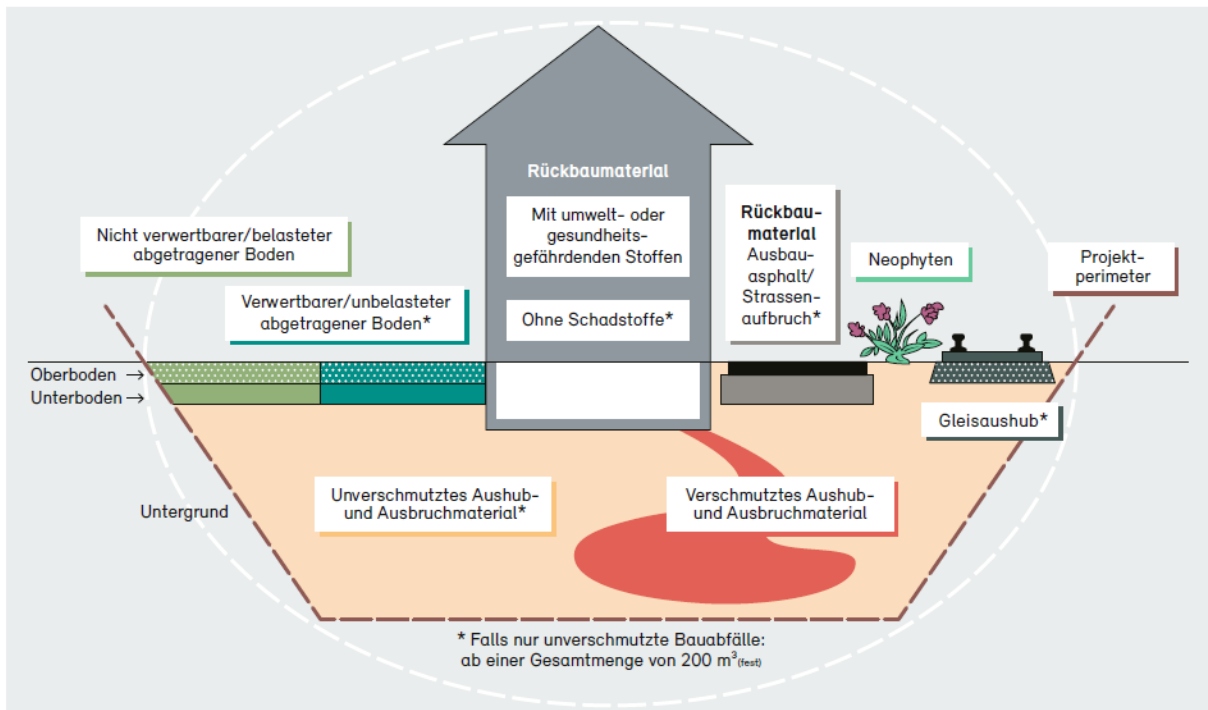 Rückbaumaterial
Mit umwelt- oder
gesundheits-
gefährdenden Stoffen
Ohne Schadstoffe*
Nicht verwertbarer/belasteter
abgetragener Boden
Verwertbarer/unbelasteter
abgetragener Boden*
Rückbau-
material
Ausbau-
asphalt/
Strassen-
aufbruch*
Neophyten
Projekt-
perimeter
Oberboden →
Unterboden →
Gleisaushub*
Untergrund
Unverschmutztes Aushub-
und Ausbruchmaterial*
Verschmutztes Aushub-
und Ausbruchmaterial
* Falls nur unverschmutzte Bauabfälle:
ab einer Gesamtmenge von 200 m³(fest)